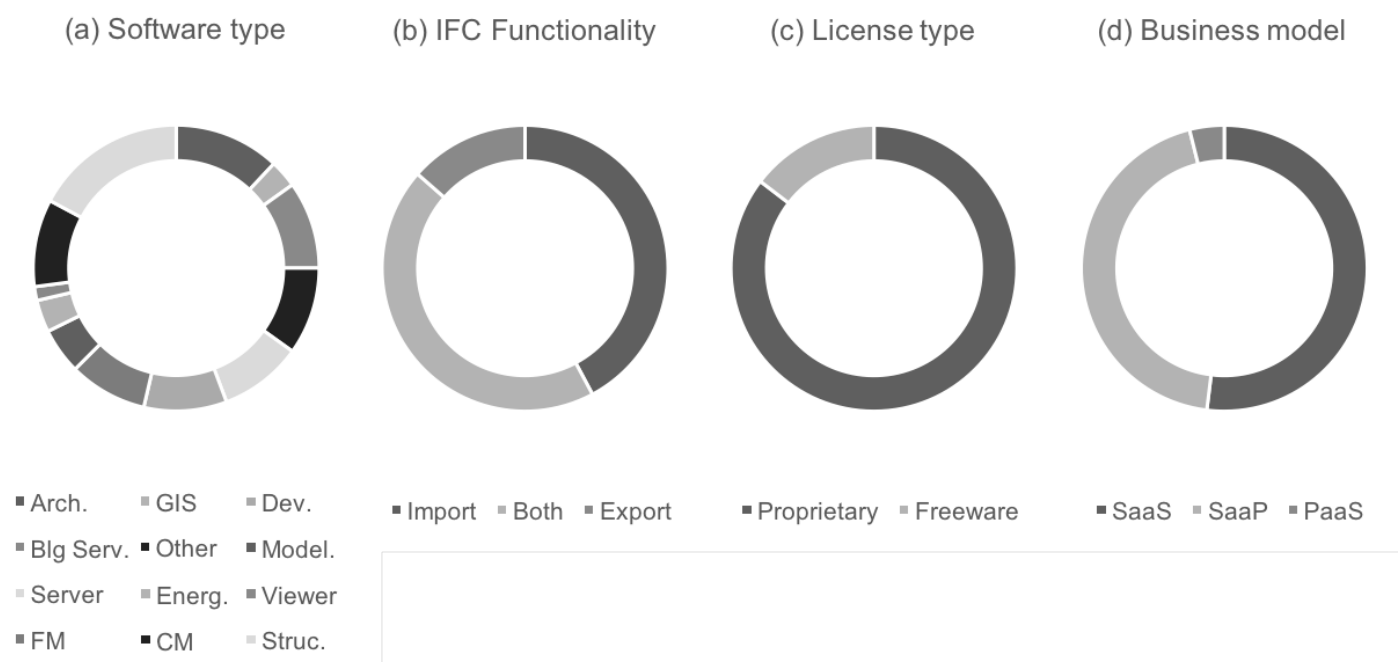 (a) Software type
(b) IFC Functionality
(c) License type
(d) Business model
Arch. GIS Dev.
Blg Serv. Other Model.
Server Energ. Viewer
FM CM Struc.
Import Both Export
Proprietary Freeware
SaaS SaaP PaaS